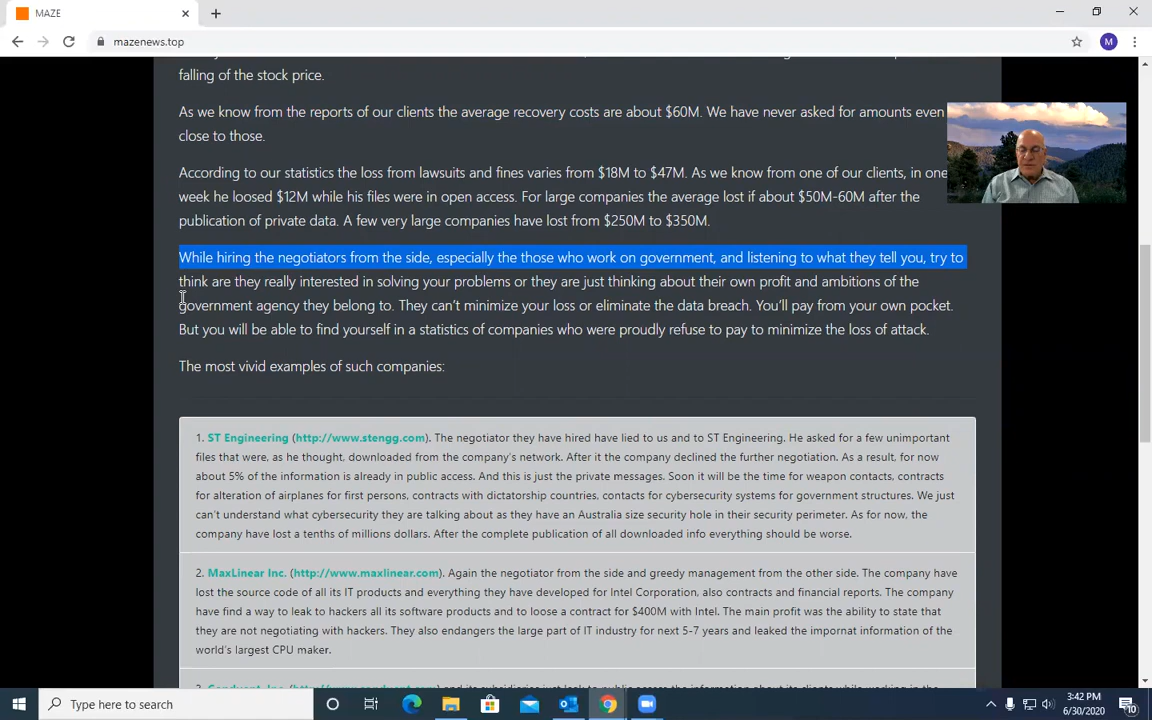 MAZE
mazenews.top
M
falling of the stock price.
As we know from the reports of our clients the average recovery costs are about $60M. We have never asked for amounts even
close to those.
According to our statistics the loss from lawsuits and fines varies from $18M to $47M. As we know from one of our clients, in one
week he loosed $12M while his files were in open access. For large companies the average lost if about $50M-60M after the
publication of private data. A few very large companies have lost from $250M to $350M.
While hiring the negotiators from the side, especially the those who work on government, and listening to what they tell you, try to
think are they really interested in solving your problems or they are just thinking about their own profit and ambitions of the
government agency they belong to. They can't minimize your loss or eliminate the data breach. You'll pay from your own pocket.
But you will be able to find yourself in a statistics of companies who were proudly refuse to pay to minimize the loss of attack.
The most vivid examples of such companies:
1. ST Engineering (http://www.stengg.com). The negotiator they have hired have lied to us and to ST Engineering. He asked for a few unimportant
files that were, as he thought, downloaded from the company's network. After it the company declined the further negotiation. As a result, for now
about 5% of the information is already in public access. And this is just the private messages. Soon it will be the time for weapon contacts, contracts
for alteration of airplanes for first persons, contracts with dictatorship countries, contacts for cybersecurity systems for government structures. We just
can't understand what cybersecurity they are talking about as they have an Australia size security hole in their security perimeter. As for now, the
company have lost a tenths of millions dollars. After the complete publication of all downloaded info everything should be worse.
2. MaxLinear Inc. (http://www.maxlinear.com). Again the negotiator from the side and greedy management from the other side. The company have
lost the source code of all its IT products and everything they have developed for Intel Corporation, also contracts and financial reports. The company
have find a way to leak to hackers all its software products and to loose a contract for $400M with Intel. The main profit was the ability to state that
they are not negotiating with hackers. They also endangers the large part of IT industry for next 5-7 years and leaked the impornat information of the
world's largest CPU maker.
Type here to search
3:42 PM
6/30/2020
10